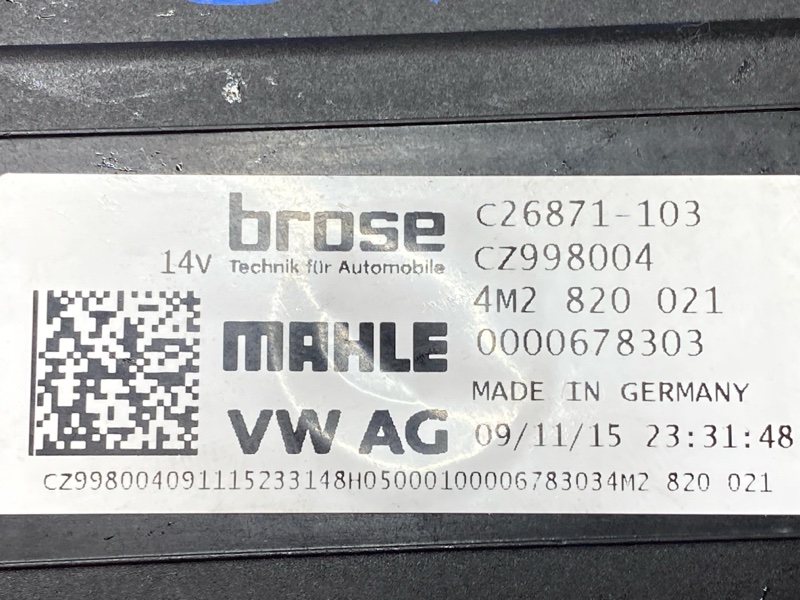 brose
14V Technik für Automobile
MAHLE
VW AG
C26871-103
CZ998004
4M2 820 021
0000678303
MADE IN GERMANY
09/11/15 23:31:48
CZ998004091115233148H05000100006783034M2 820 021